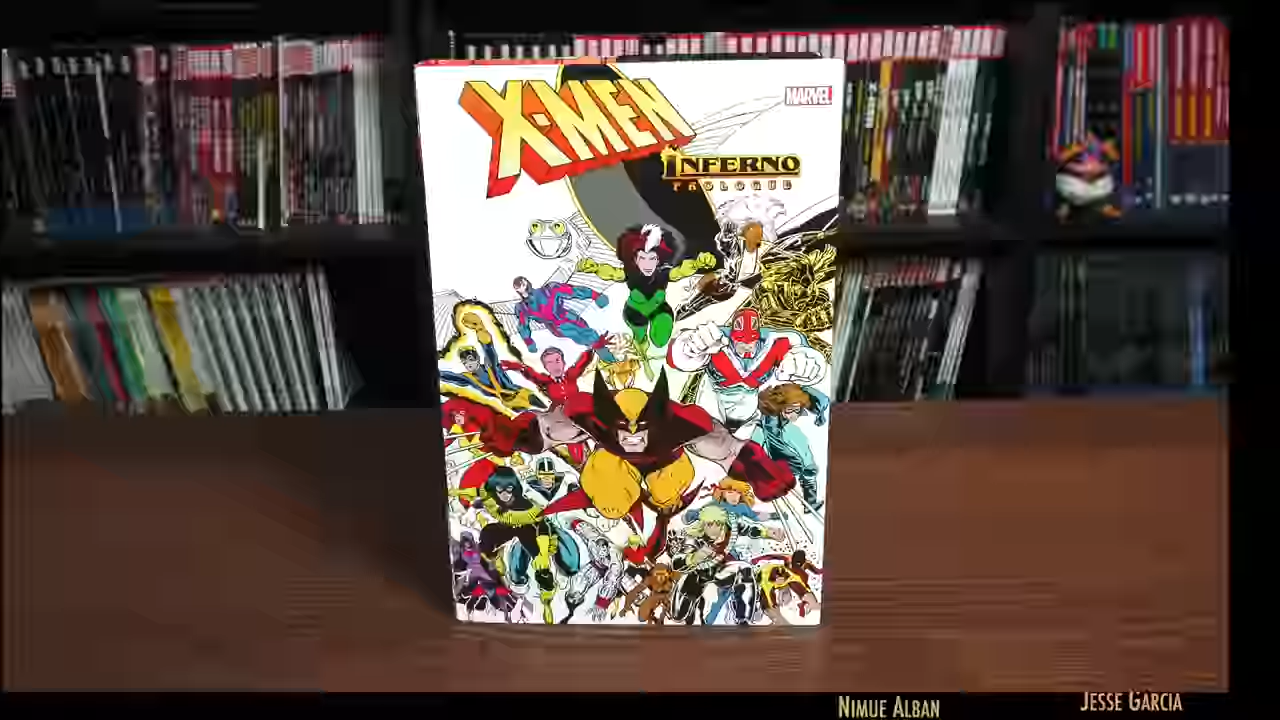 X-MEN
MARVEL
INFERNO
PROLOGUE
NIMUE ALBAN
JESSE GARCIA